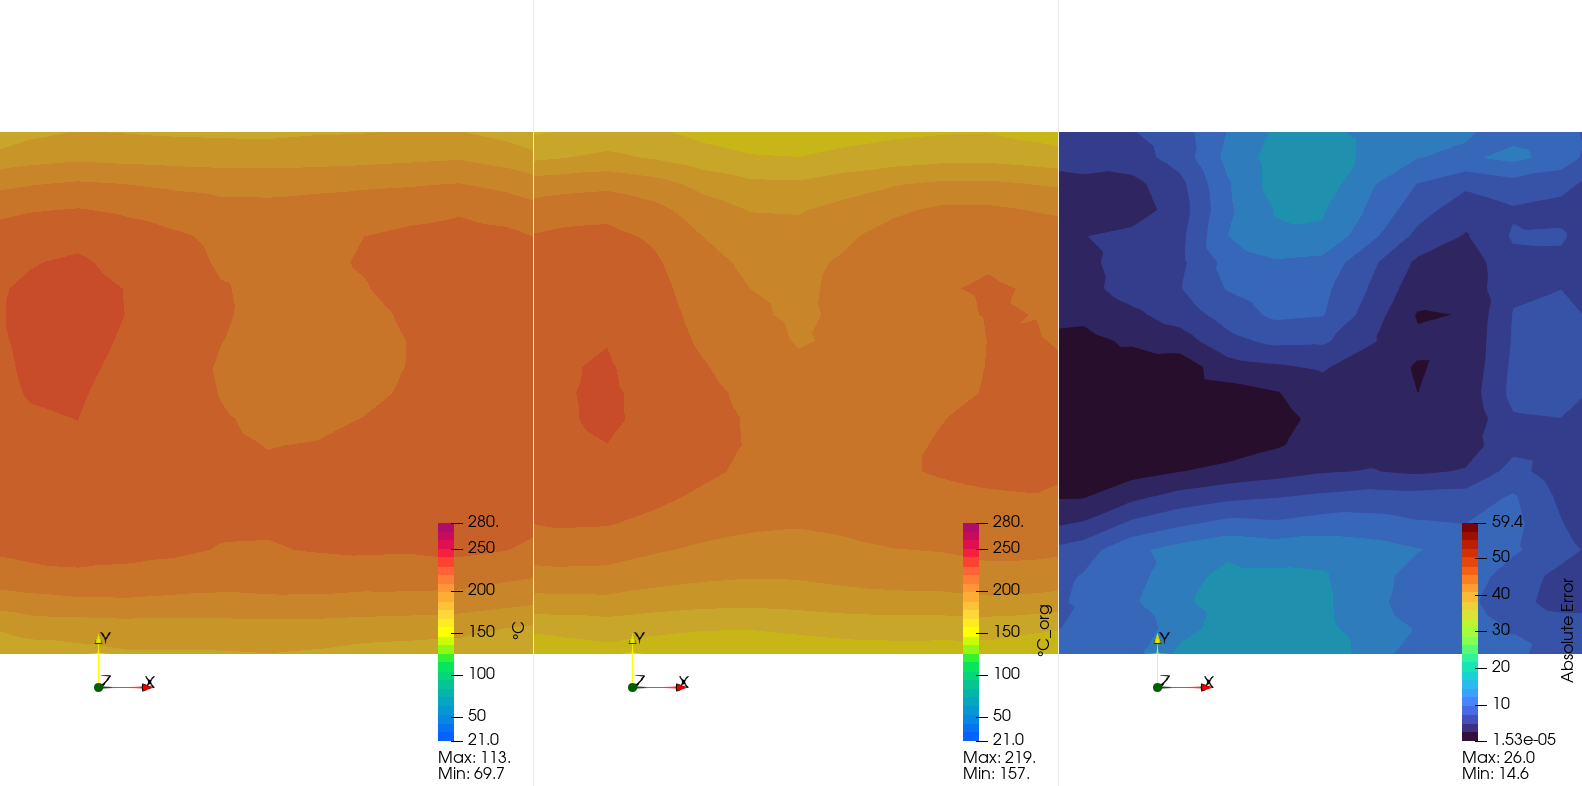 280.
250
200
150
100
50
21.0
°C
Max: 113.
Min: 69.7
Y
Z
X
280.
250
200
150
100
50
21.0
°C_org
Max: 219.
Min: 157.
Y
Z
X
59.4
50
40
30
20
10
1.53e-05
Absolute Error
Max: 26.0
Min: 14.6
Y
Z
X